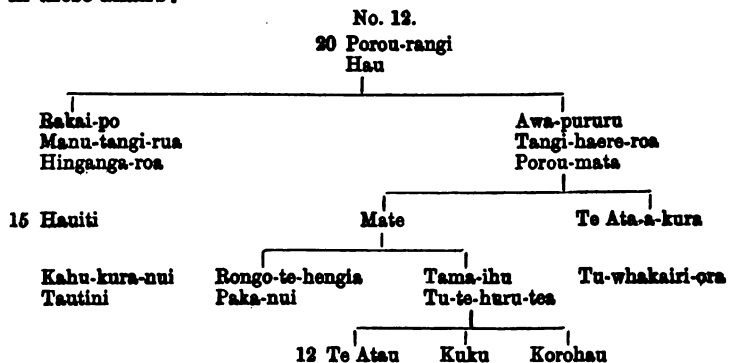 No. 12.
20 Porou-rangi
Hau
Rakai-po Awa-pururu
Manu-tangi-rua Tangi-haere-roa
Hinganga-roa Porou-mata
15 Hauiti Mate Te Ata-a-kura
Kahu-kura-nui Rongo-te-hengia Tama-ihu Tu-whakairi-ora
Tautini Paka-nui Tu-te-huru-tea
12 Te Atau Kuku Korohau